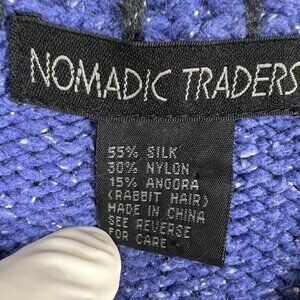 NOMADIC TRADERS
55% SILK
30% NYLON
15% ANGORA
(RABBIT HAIR)
MADE IN CHINA
SEE REVERSE
FOR CARE